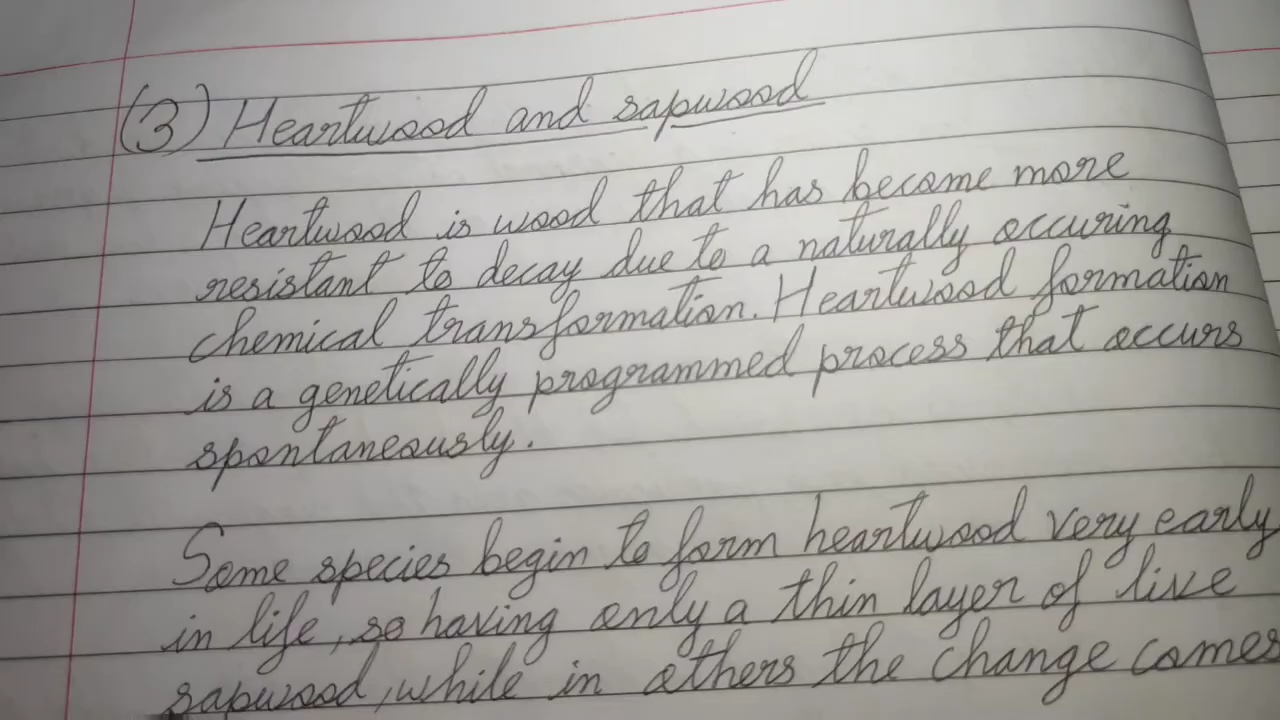 (3) Heartwood and sapwood
Heartwood is wood that has become more
resistant to decay due to a naturally occuring
chemical transformation. Heartwood formation
is a genetically programmed process that occurs
spontaneously.
Some species begin to form heartwood very early
in life, so having only a thin layer of live
sapwood, while in others the change comes